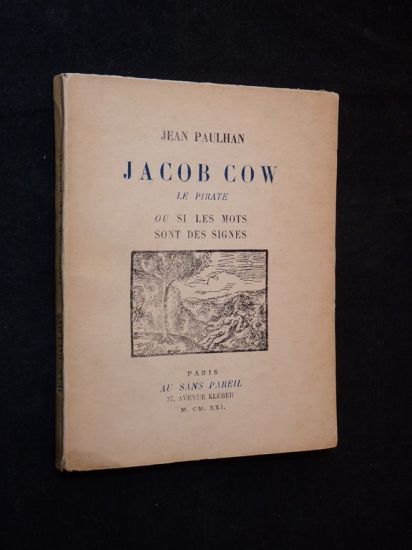 JEAN PAULHAN
JACOB COW
LE PIRATE
OU SI LES MOTS
SONT DES SIGNES
PARIS
AU SANS PAREIL
37, AVENUE KLÉBER
M. CM. XXI.